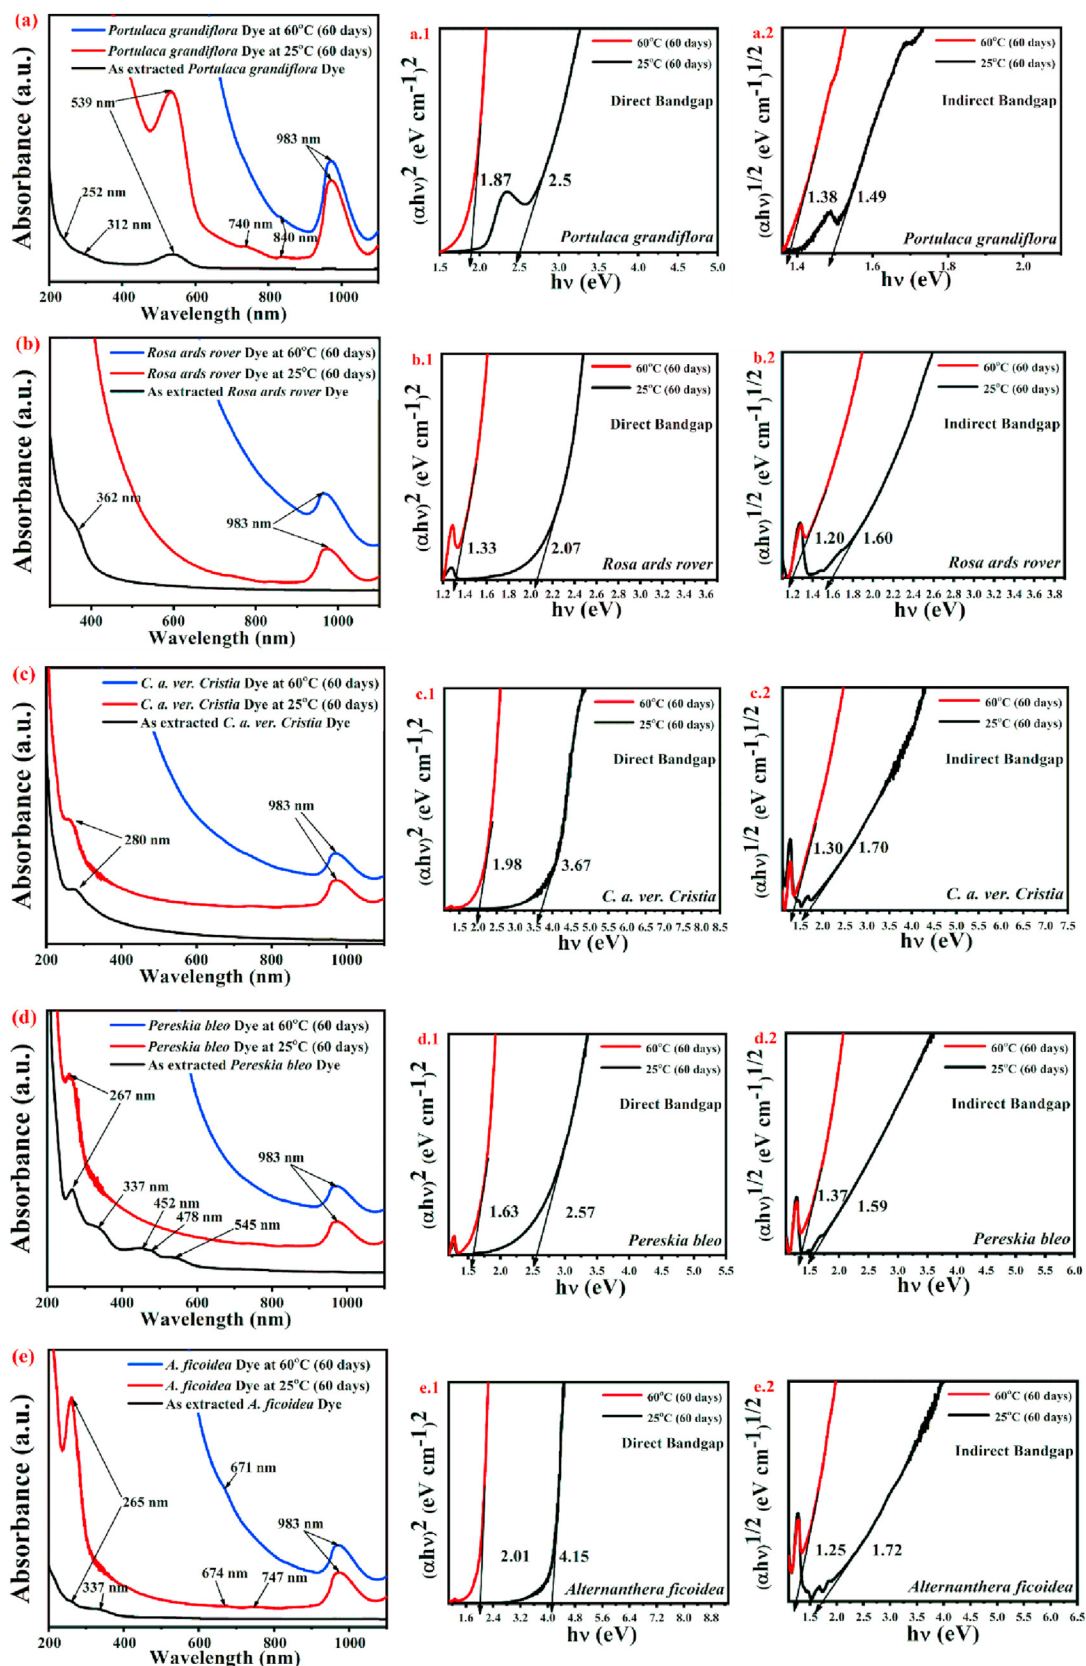 (a)
Portulaca grandiflora Dye at 60°C (60 days)
Portulaca grandiflora Dye at 25°C (60 days)
As extracted Portulaca grandiflora Dye
539 nm
983 nm
252 nm
312 nm
740 nm
840 nm
Absorbance (a.u.)
200 400 600 800 1000
Wavelength (nm)
a.1
60°C (60 days)
25°C (60 days)
Direct Bandgap
1.87
2.5
Portulaca grandiflora
(αhν)² (eV cm⁻¹)²
1.5 2.0 2.5 3.0 3.5 4.0 4.5 5.0
hν (eV)
a.2
60°C (60 days)
25°C (60 days)
Indirect Bandgap
1.38
1.49
Portulaca grandiflora
(αhν)^1/2 (eV cm⁻¹)^1/2
1.4 1.6 1.8 2.0
hν (eV)
(b)
Rosa ards rover Dye at 60°C (60 days)
Rosa ards rover Dye at 25°C (60 days)
As extracted Rosa ards rover Dye
362 nm
983 nm
Absorbance (a.u.)
400 600 800 1000
Wavelength (nm)
b.1
60°C (60 days)
25°C (60 days)
Direct Bandgap
1.33
2.07
Rosa ards rover
(αhν)² (eV cm⁻¹)²
1.2 1.4 1.6 1.8 2.0 2.2 2.4 2.6 2.8 3.0 3.2 3.4 3.6
hν (eV)
b.2
60°C (60 days)
25°C (60 days)
Indirect Bandgap
1.20
1.60
Rosa ards rover
(αhν)^1/2 (eV cm⁻¹)^1/2
1.2 1.4 1.6 1.8 2.0 2.2 2.4 2.6 2.8 3.0 3.2 3.4 3.6 3.8
hν (eV)
(c)
C. a. ver. Cristia Dye at 60°C (60 days)
C. a. ver. Cristia Dye at 25°C (60 days)
As extracted C. a. ver. Cristia Dye
983 nm
280 nm
Absorbance (a.u.)
200 400 600 800 1000
Wavelength (nm)
c.1
60°C (60 days)
25°C (60 days)
Direct Bandgap
1.98
3.67
C. a. ver. Cristia
(αhν)² (eV cm⁻¹)²
1.5 2.0 2.5 3.0 3.5 4.0 4.5 5.0 5.5 6.0 6.5 7.0 7.5 8.0 8.5
hν (eV)
c.2
60°C (60 days)
25°C (60 days)
Indirect Bandgap
1.30
1.70
C. a. ver. Cristia
(αhν)^1/2 (eV cm⁻¹)^1/2
1.5 2.0 2.5 3.0 3.5 4.0 4.5 5.0 5.5 6.0 6.5 7.0 7.5
hν (eV)
(d)
Pereskia bleo Dye at 60°C (60 days)
Pereskia bleo Dye at 25°C (60 days)
As extracted Pereskia bleo Dye
267 nm
983 nm
337 nm
452 nm
478 nm
545 nm
Absorbance (a.u.)
200 400 600 800 1000
Wavelength (nm)
d.1
60°C (60 days)
25°C (60 days)
Direct Bandgap
1.63
2.57
Pereskia bleo
(αhν)² (eV cm⁻¹)²
1.5 2.0 2.5 3.0 3.5 4.0 4.5 5.0 5.5
hν (eV)
d.2
60°C (60 days)
25°C (60 days)
Indirect Bandgap
1.37
1.59
Pereskia bleo
(αhν)^1/2 (eV cm⁻¹)^1/2
1.5 2.0 2.5 3.0 3.5 4.0 4.5 5.0 5.5 6.0
hν (eV)
(e)
A. ficoidea Dye at 60°C (60 days)
A. ficoidea Dye at 25°C (60 days)
As extracted A. ficoidea Dye
671 nm
265 nm
983 nm
337 nm
674 nm
747 nm
Absorbance (a.u.)
200 400 600 800 1000
Wavelength (nm)
e.1
60°C (60 days)
25°C (60 days)
Direct Bandgap
2.01
4.15
Alternanthera ficoidea
(αhν)² (eV cm⁻¹)²
1.6 2.4 3.2 4.0 4.8 5.6 6.4 7.2 8.0 8.8
hν (eV)
e.2
60°C (60 days)
25°C (60 days)
Indirect Bandgap
1.25
1.72
Alternanthera ficoidea
(αhν)^1/2 (eV cm⁻¹)^1/2
1.5 2.0 2.5 3.0 3.5 4.0 4.5 5.0 5.5 6.0 6.5
hν (eV)